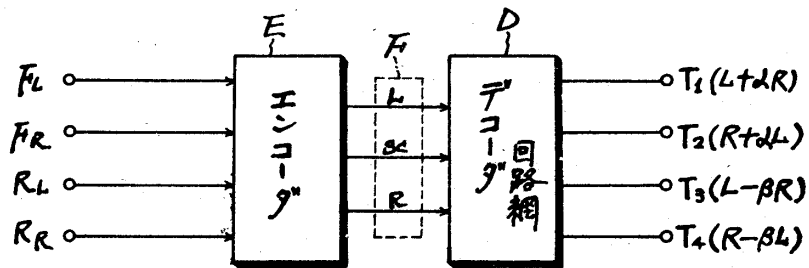 E
F
D
FL
FR
RL
RR
エンコーダ
L
SC
R
デコーダ
回路網
T1(L+αR)
T2(R+αL)
T3(L-βR)
T4(R-βL)